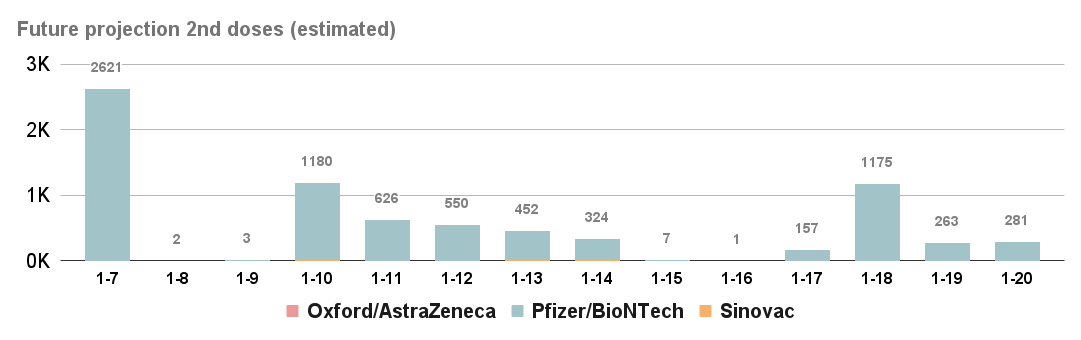 Future projection 2nd doses (estimated)
3K
2621
2K
1180
1175
1K
626
550
452
324
263
281
157
2
3
7
1
0K
1-7 1-8 1-9 1-10 1-11 1-12 1-13 1-14 1-15 1-16 1-17 1-18 1-19 1-20
Oxford/AstraZeneca Pfizer/BioNTech Sinovac